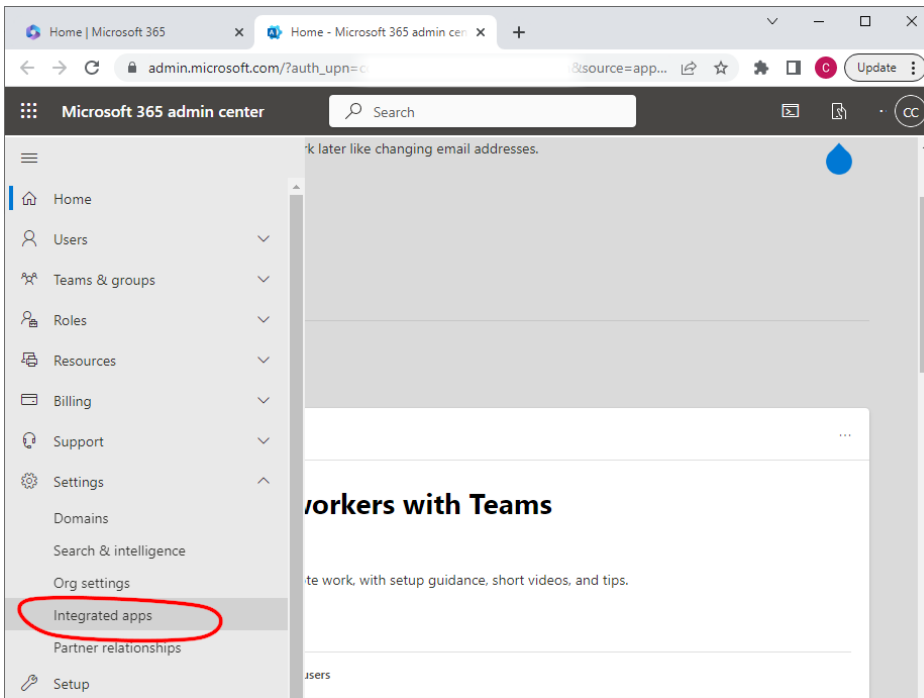 Home | Microsoft 365
Home - Microsoft 365 admin cen
admin.microsoft.com/?auth_upn=c
&source=app...
C
Update
Microsoft 365 admin center
Search
CC
Home
Users
Teams & groups
Roles
Resources
Billing
Support
Settings
Domains
Search & intelligence
Org settings
Integrated apps
Partner relationships
Setup
k later like changing email addresses.
...
orkers with Teams
te work, with setup guidance, short videos, and tips.
users